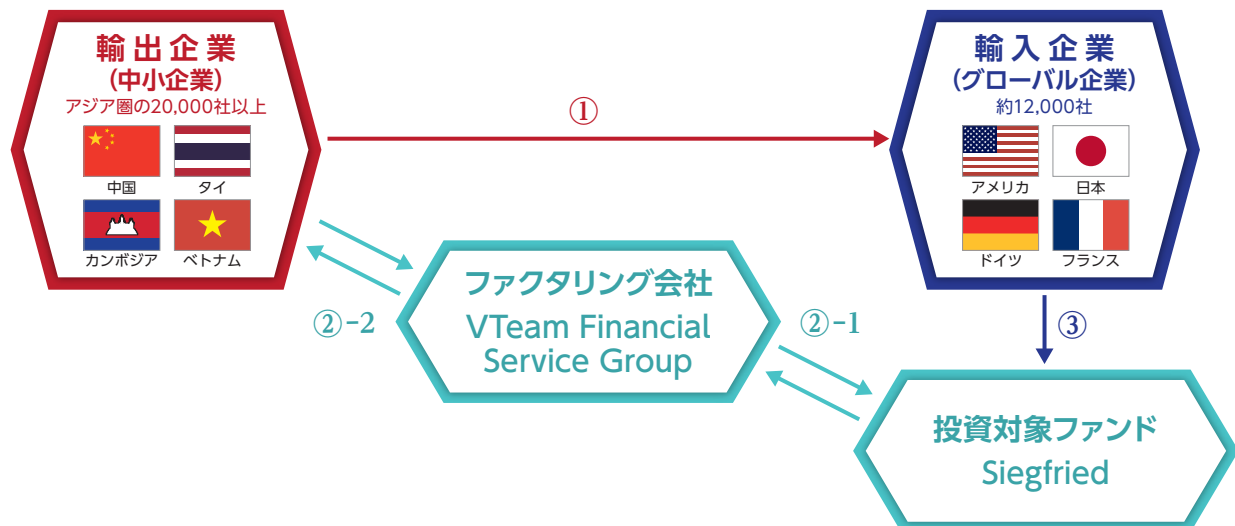 輸出企業
(中小企業)
アジア圏の20,000社以上
中国
タイ
カンボジア
ベトナム
①
輸入企業
(グローバル企業)
約12,000社
アメリカ
日本
ドイツ
フランス
②-2
ファクタリング会社
VTeam Financial
Service Group
②-1
③
投資対象ファンド
Siegfried